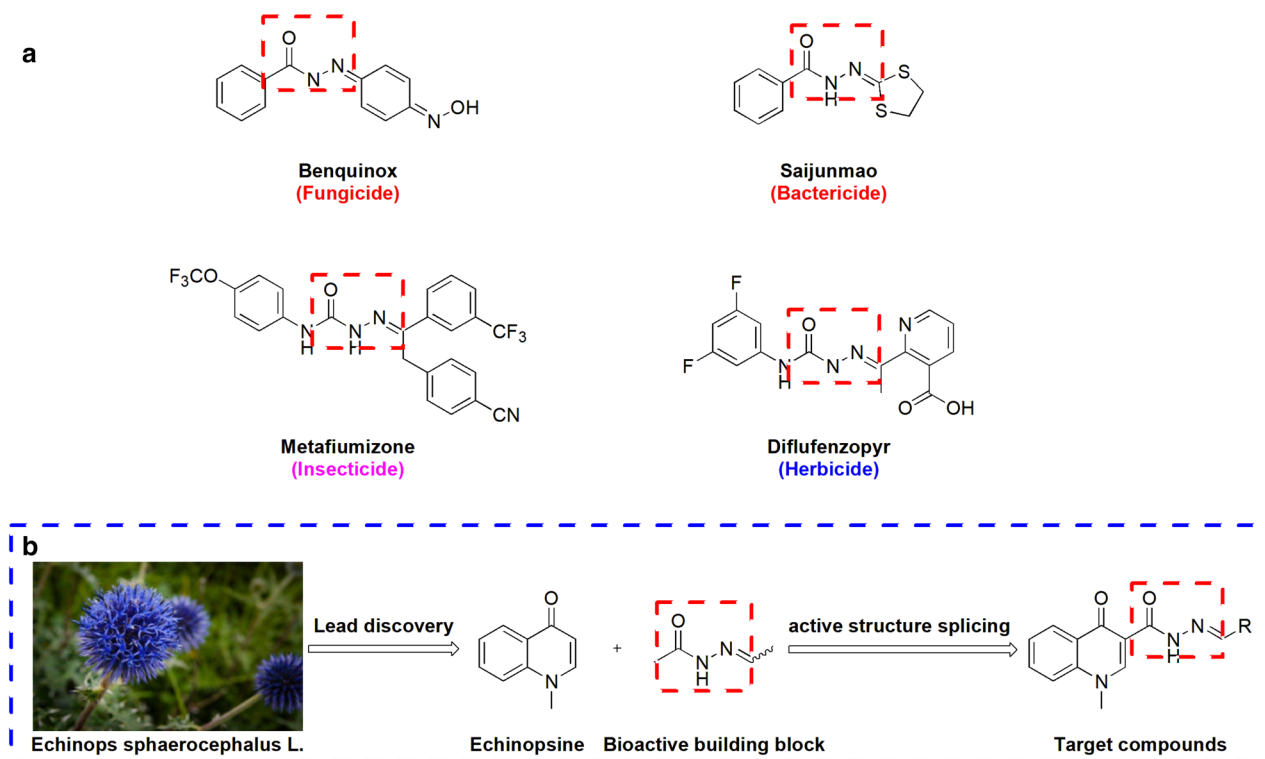 a
O
N
N
N
OH
Benquinox
(Fungicide)
O
N
H
N
S
S
Saijunmao
(Bactericide)
F3CO
N
H
O
N
H
N
CF3
CN
Metafiumizone
(Insecticide)
F
F
N
H
O
N
N
N
O
OH
Diflufenzopyr
(Herbicide)
b
Echinops sphaerocephalus L.
Lead discovery
O
N
Echinopsine
+
O
N
H
N
Bioactive building block
active structure splicing
O
O
N
H
N
R
N
Target compounds